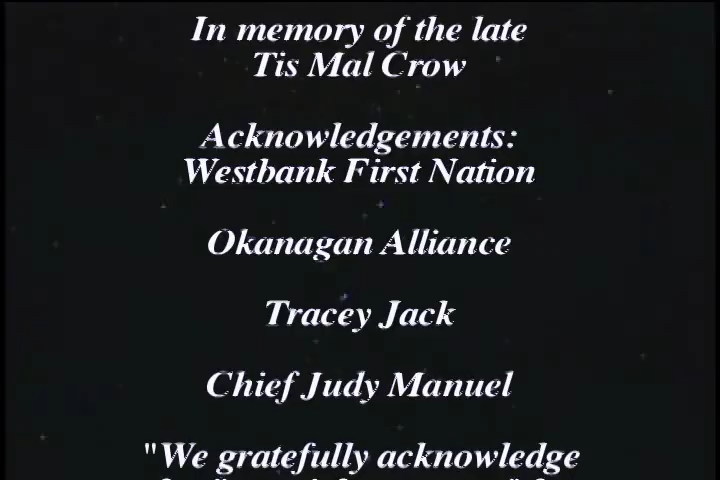 In memory of the late
Tis Mal Crow
Acknowledgements:
Westbank First Nation
Okanagan Alliance
Tracey Jack
Chief Judy Manuel
"We gratefully acknowledge